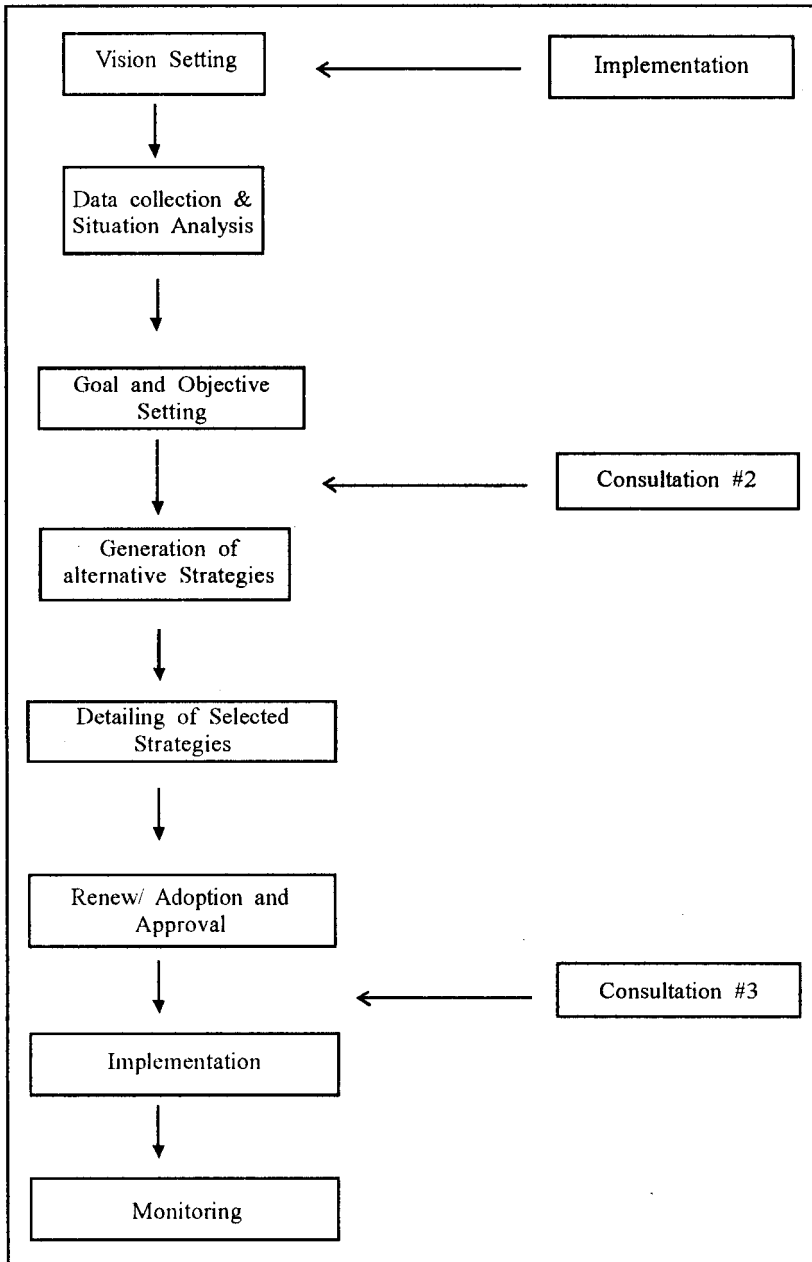 Vision Setting
Implementation
Data collection &
Situation Analysis
Goal and Objective
Setting
Consultation #2
Generation of
alternative Strategies
Detailing of Selected
Strategies
Renew/ Adoption and
Approval
Consultation #3
Implementation
Monitoring